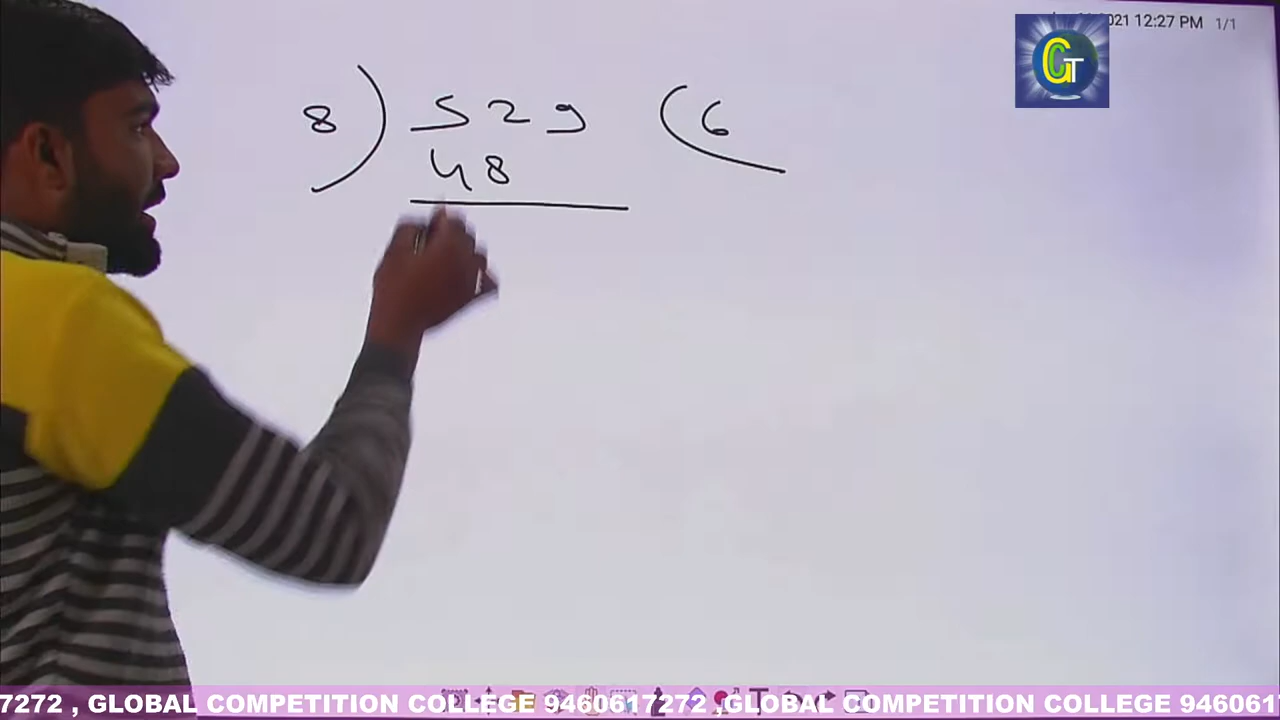 2021 12:27 PM 1/1
GT
8) 529 (6
48
7272 , GLOBAL COMPETITION COLLEGE 9460617272 ,GLOBAL COMPETITION COLLEGE 946061